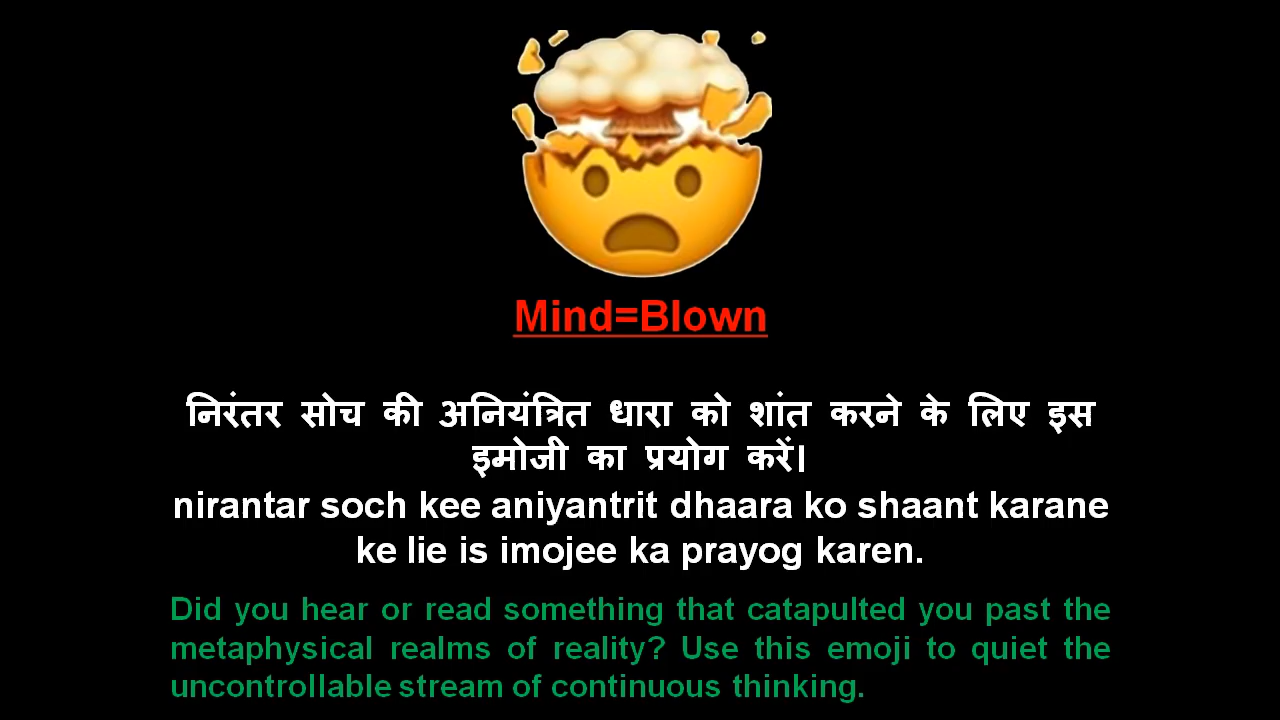 Mind=Blown
निरंतर सोच की अनियंत्रित धारा को शांत करने के लिए इस
इमोजी का प्रयोग करें।
nirantar soch kee aniyantrit dhaara ko shaant karane
ke lie is imojee ka prayog karen.
Did you hear or read something that catapulted you past the
metaphysical realms of reality? Use this emoji to quiet the
uncontrollable stream of continuous thinking.